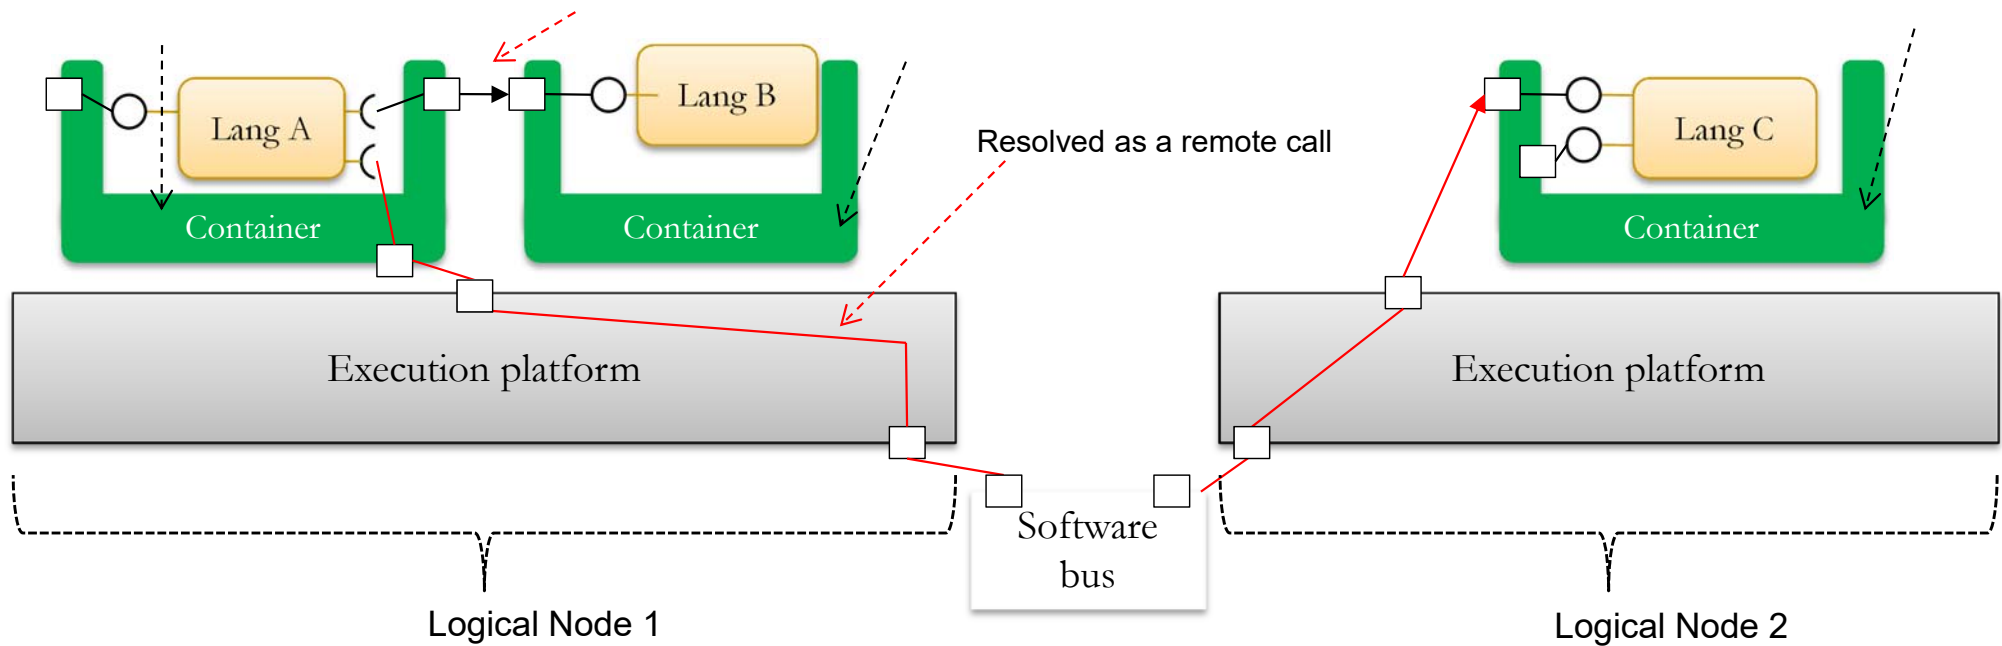 Lang A
Lang B
Lang C
Resolved as a remote call
Container
Container
Container
Execution platform
Execution platform
Software
bus
Logical Node 1
Logical Node 2